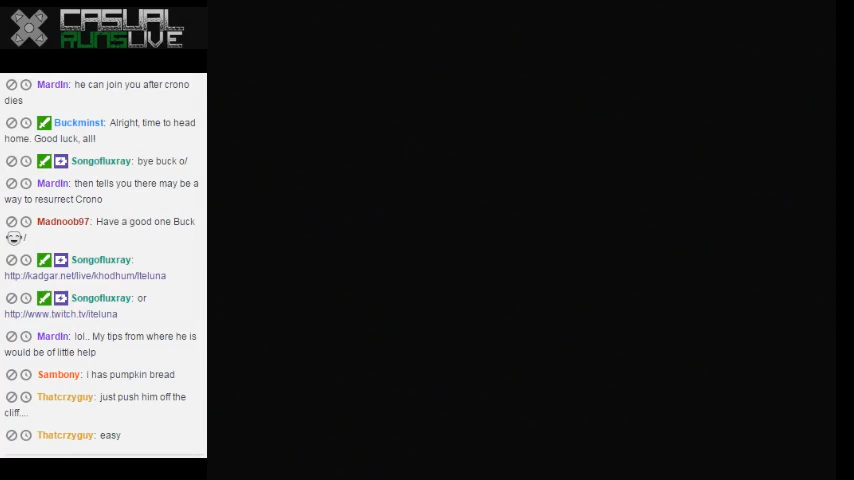 CASUAL
RUNSLIVE
Mardln: he can join you after crono
dies
Buckminst: Alright, time to head
home. Good luck, all!
Songofluxray: bye buck o/
Mardln: then tells you there may be a
way to resurrect Crono
Madnoob97: Have a good one Buck
/
Songofluxray:
http://kadgar.net/live/khodhum/Iteluna
Songofluxray: or
http://www.twitch.tv/iteluna
Mardln: lol.. My tips from where he is
would be of little help
Sambony: i has pumpkin bread
Thatcrzyguy: just push him off the
cliff....
Thatcrzyguy: easy